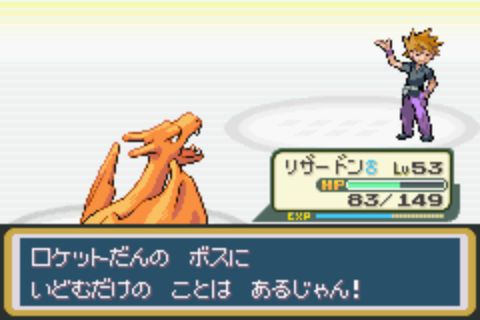 リザードン♂ Lv53
HP
83/149
EXP
ロケットだんの ボスに
いどむだけの ことは あるじゃん!